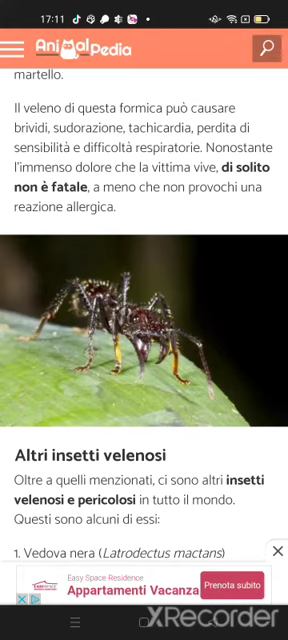 17:11
AnimalPedia
martello.
Il veleno di questa formica può causare
brividi, sudorazione, tachicardia, perdita di
sensibilità e difficoltà respiratorie. Nonostante
l'immenso dolore che la vittima vive, di solito
non è fatale, a meno che non provochi una
reazione allergica.
Altri insetti velenosi
Oltre a quelli menzionati, ci sono altri insetti
velenosi e pericolosi in tutto il mondo.
Questi sono alcuni di essi:
1. Vedova nera (Latrodectus mactans)
Easy Space Residence
Appartamenti Vacanza
Prenota subito
XRecorder